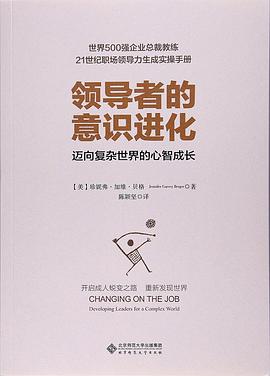 世界500强企业总裁教练
21世纪职场领导力生成实操手册
领导者的
意识进化
迈向复杂世界的心智成长
【美】珍妮弗·加维·贝格 Jennifer Garvey Berger 著
陈颖坚 译
开启成人蜕变之路 重新发现世界
CHANGING ON THE JOB
Developing Leaders for a Complex World
北京师范大学出版集团
北京师范大学出版社